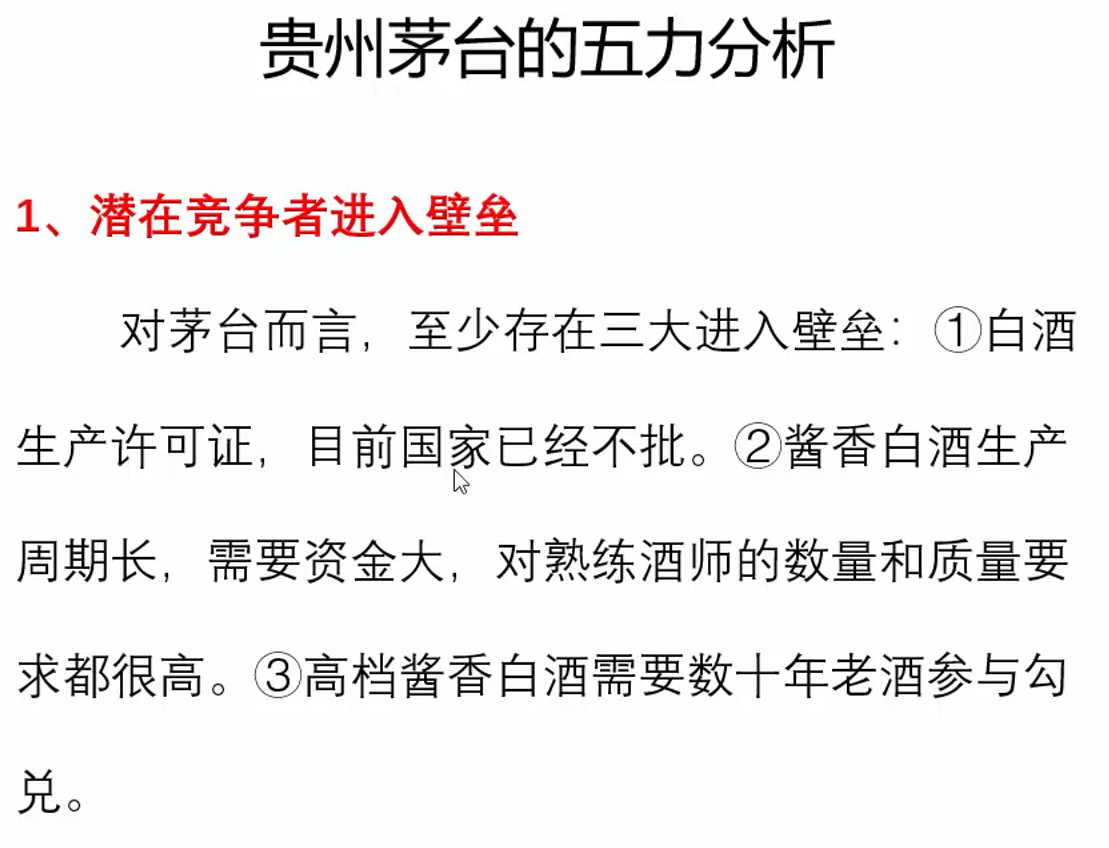 贵州茅台的五力分析
1、潜在竞争者进入壁垒
对茅台而言，至少存在三大进入壁垒：①白酒
生产许可证，目前国家已经不批。②酱香白酒生产
周期长，需要资金大，对熟练酒师的数量和质量要
求都很高。③高档酱香白酒需要数十年老酒参与勾
兑。